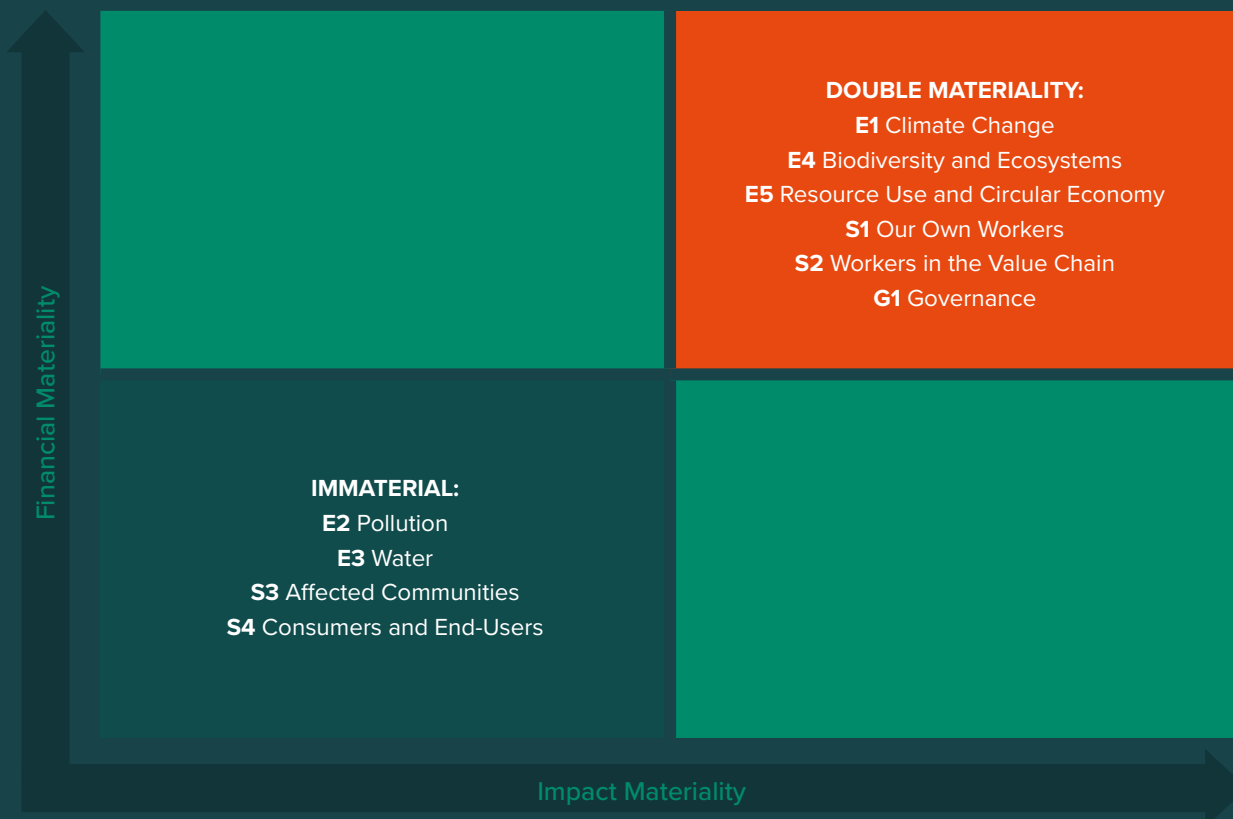 Financial Materiality
DOUBLE MATERIALITY:
E1 Climate Change
E4 Biodiversity and Ecosystems
E5 Resource Use and Circular Economy
S1 Our Own Workers
S2 Workers in the Value Chain
G1 Governance
IMMATERIAL:
E2 Pollution
E3 Water
S3 Affected Communities
S4 Consumers and End-Users
Impact Materiality